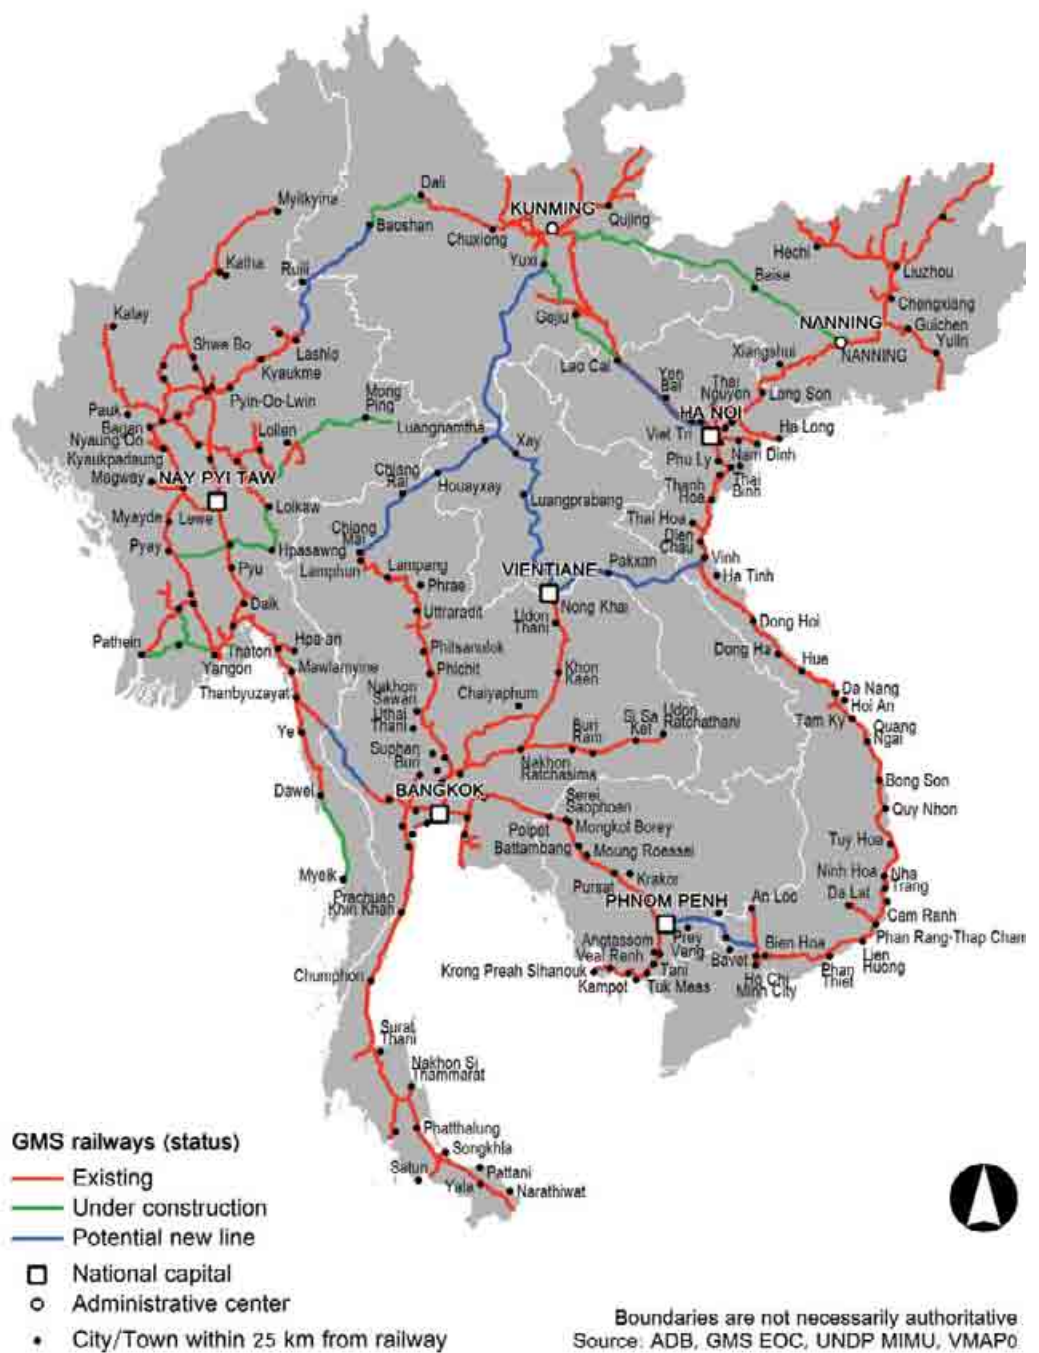 Dali
Myitkyina
KUNMING
Qujing
Baoshan
Chuxiong
Hechi
Katha
Ruili
Yuxi
Baise
Liuzhou
Kalay
Gejiu
Chengxiang
Shwe Bo
NANNING
Guichen
Lashio
NANNING
Yulin
Kyaukme
Lao Cai
Xiangshui
Yen
Bai
Thai
Nguyen
Mong
Ping
Pyin-Oo-Lwin
Lang Son
Pauk
HA NOI
Bagan
Loilen
Luangnamtha
Xay
Viet Tri
Ha Long
Nyaung Oo
Nam Dinh
Kyaukpadaung
Phu Ly
Chiang
Rai
Magway
NAY PYI TAW
Houayxay
Thai
Binh
Thanh
Hoa
Luangprabang
Myayde
Lewe
Loikaw
Thai Hoa
Chiang
Mai
Dien
Chau
Pyay
Hpasawng
Vinh
Pakxan
Lampang
VIENTIANE
Pyu
Lamphun
Phrae
Ha Tinh
Daik
Uttraradit
Udon
Thani
Nong Khai
Dong Hoi
Pathein
Hpa-an
Thaton
Phitsanulok
Dong Ha
Hue
Yangon
Mawlamyine
Phichit
Khon
Kaen
Thanbyuzayat
Nakhon
Sawan
Chaiyaphum
Da Nang
Hoi An
Uthai
Thani
Si Sa
Ket
Udon
Ratchathani
Tam Ky
Quang
Ngai
Ye
Buri
Ram
Suphan
Buri
Nakhon
Ratchasima
Bong Son
Dawei
BANGKOK
Serei
Saophoan
Quy Nhon
Poipet
Mongkol Borey
Tuy Hoa
Battambang
Moung Roessei
Ninh Hoa
Nha
Trang
Myeik
Krakor
Pursat
Da Lat
Prachuap
Khiri Khan
PHNOM PENH
An Loc
Cam Ranh
Angtassom
Prey
Veng
Bien Hoa
Phan Rang-Thap Cham
Veal Renh
Bavet
Lien
Huong
Chumphon
Krong Preah Sihanouk
Tani
Ho Chi
Minh City
Phan
Thiet
Kampot
Tuk Meas
Surat
Thani
Nakhon Si
Thammarat
Phatthalung
Songkhla
Satun
Pattani
Yala
Narathiwat
GMS railways (status)
Existing
Under construction
Potential new line
National capital
Administrative center
City/Town within 25 km from railway
Boundaries are not necessarily authoritative
Source: ADB, GMS EOC, UNDP MIMU, VMAP0